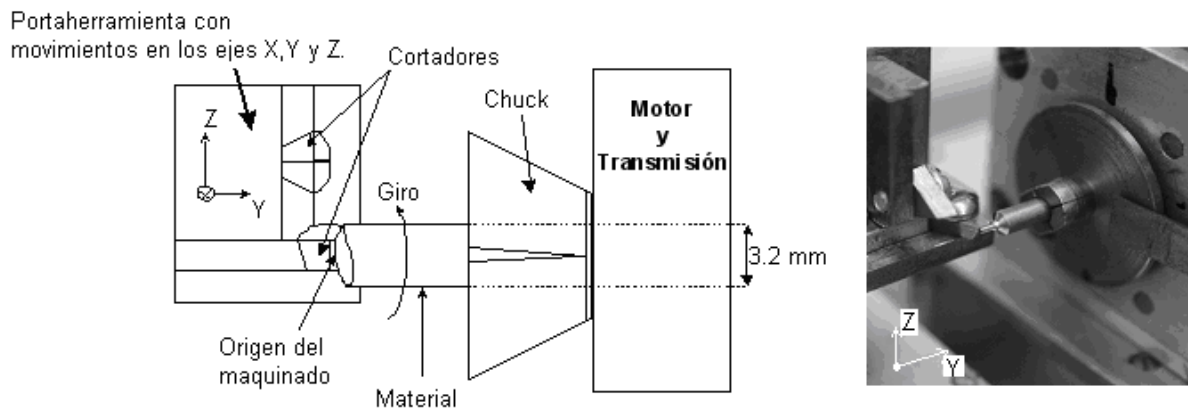 Portaherramienta con
movimientos en los ejes X,Y y Z.
Cortadores
Chuck
Motor
y
Transmisión
Z
Y
Giro
3.2 mm
Origen del
maquinado
Material
Z
Y